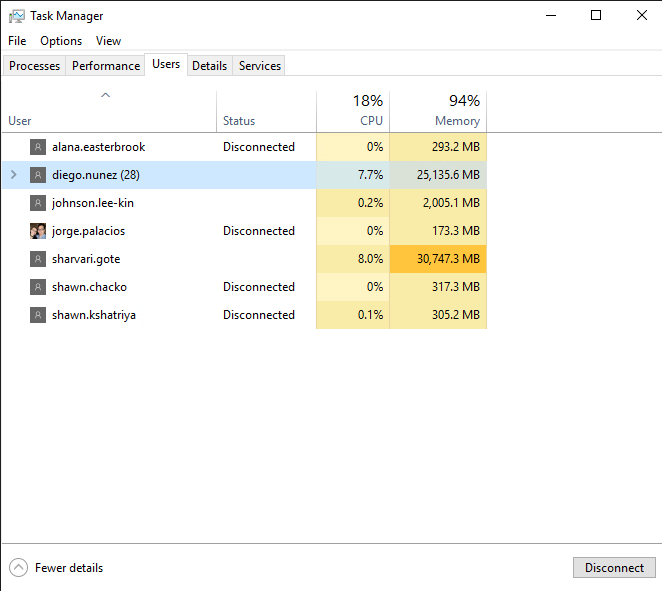 Task Manager
File Options View
Processes Performance Users Details Services
18% 94%
User Status CPU Memory
alana.easterbrook Disconnected 0% 293.2 MB
diego.nunez (28) 7.7% 25,135.6 MB
johnson.lee-kin 0.2% 2,005.1 MB
jorge.palacios Disconnected 0% 173.3 MB
sharvari.gote 8.0% 30,747.3 MB
shawn.chacko Disconnected 0% 317.3 MB
shawn.kshatriya Disconnected 0.1% 305.2 MB
Fewer details Disconnect